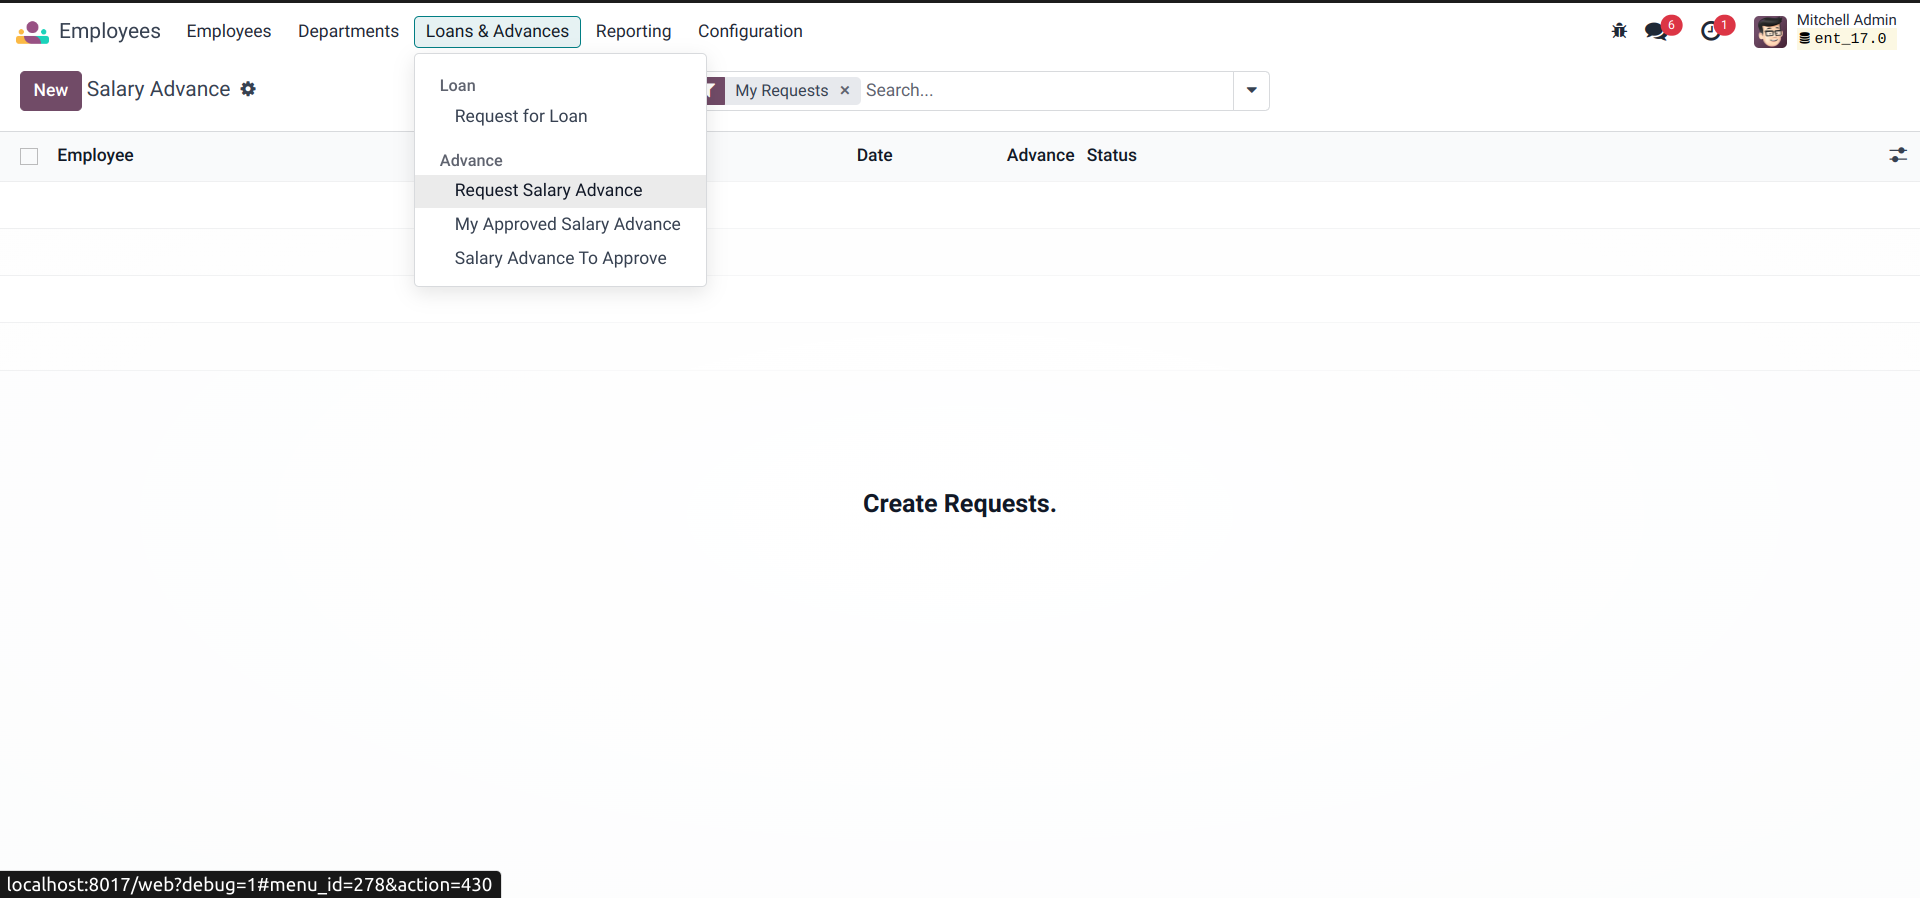 Employees Employees Departments Loans & Advances Reporting Configuration 6 1 Mitchell Admin
ent_17.0
New Salary Advance My Requests × Search...
Loan
Request for Loan
Employee Date Advance Status
Advance
Request Salary Advance
My Approved Salary Advance
Salary Advance To Approve
Create Requests.
localhost:8017/web?debug=1#menu_id=278&action=430